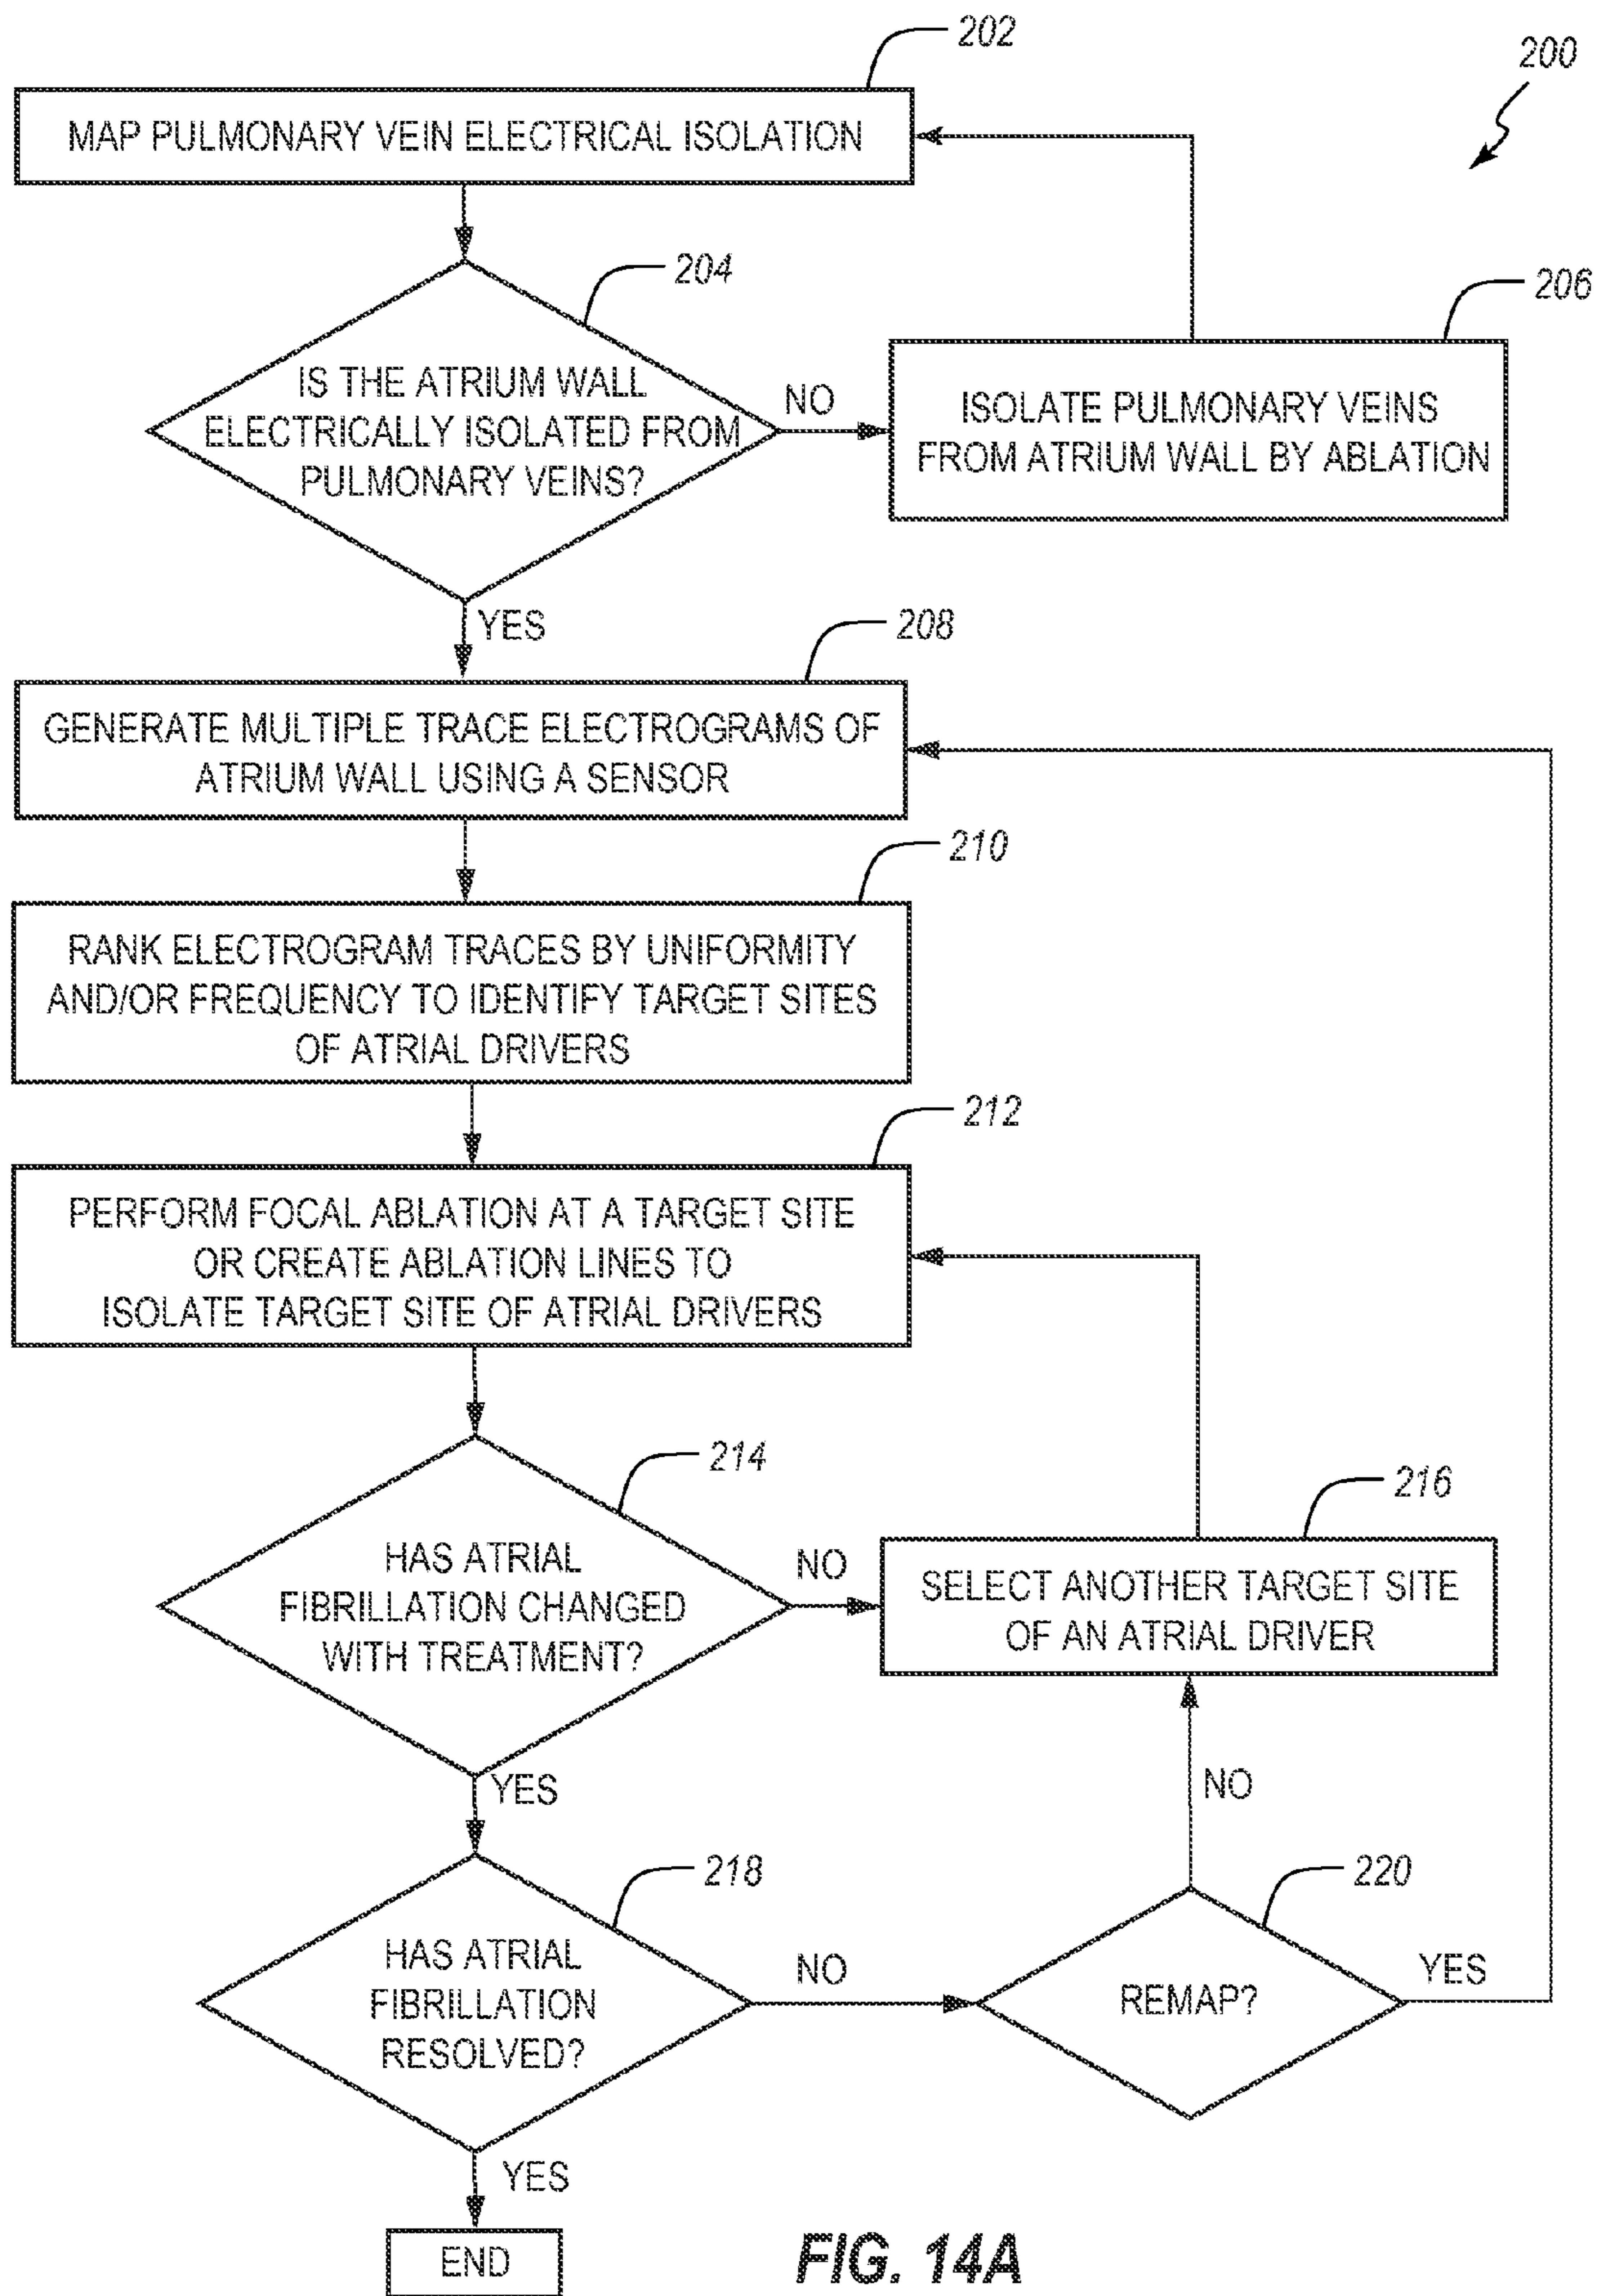 202
200
MAP PULMONARY VEIN ELECTRICAL ISOLATION
204
206
IS THE ATRIUM WALL
ELECTRICALLY ISOLATED FROM
PULMONARY VEINS?
NO
ISOLATE PULMONARY VEINS
FROM ATRIUM WALL BY ABLATION
YES
208
GENERATE MULTIPLE TRACE ELECTROGRAMS OF
ATRIUM WALL USING A SENSOR
210
RANK ELECTROGRAM TRACES BY UNIFORMITY
AND/OR FREQUENCY TO IDENTIFY TARGET SITES
OF ATRIAL DRIVERS
212
PERFORM FOCAL ABLATION AT A TARGET SITE
OR CREATE ABLATION LINES TO
ISOLATE TARGET SITE OF ATRIAL DRIVERS
214
216
HAS ATRIAL
FIBRILLATION CHANGED
WITH TREATMENT?
NO
SELECT ANOTHER TARGET SITE
OF AN ATRIAL DRIVER
YES
NO
218
220
HAS ATRIAL
FIBRILLATION
RESOLVED?
NO
REMAP?
YES
YES
END
FIG. 14A